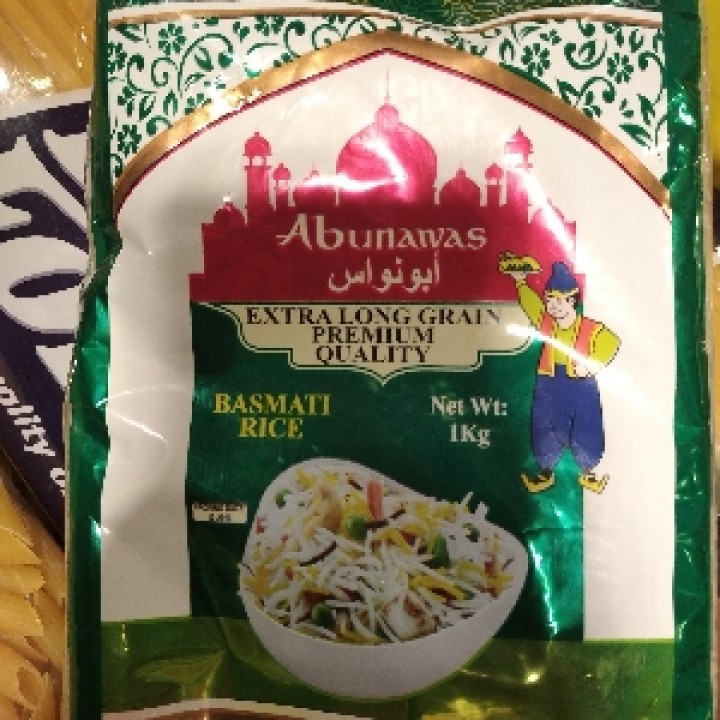 Abunawas
أبونواس
EXTRA LONG GRAIN
PREMIUM
QUALITY
BASMATI
RICE
Net Wt:
1Kg